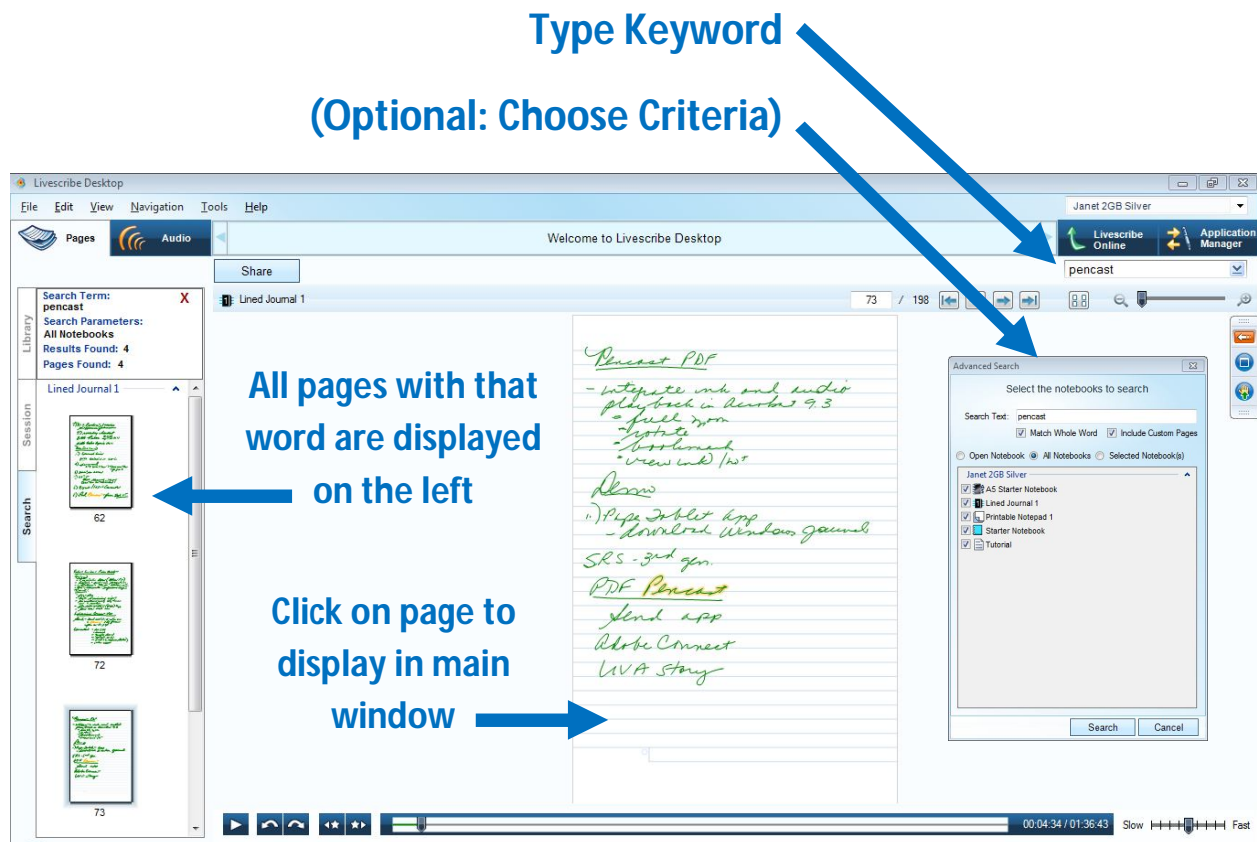 Type Keyword
(Optional: Choose Criteria)
Livescribe Desktop
File Edit View Navigation Tools Help
Janet 2GB Silver
Pages Audio
Welcome to Livescribe Desktop
Livescribe Online
Application Manager
Share
pencast
Library
Session
Search
Search Term: X
pencast
Search Parameters:
All Notebooks
Results Found: 4
Pages Found: 4
Lined Journal 1
62
72
73
All pages with that
word are displayed
on the left
Click on page to
display in main
window
Lined Journal 1
73 / 198
Pencast PDF
- integrate ink and audio
playback in Acrobat 9.3
• full zoom
• rotate
• bookmark
• view ink
Demo
1.) Pape Tablet App
- download Windows journal
SRS - 3rd gen.
PDF Pencast
Send app
Adobe Connect
UVA Story
Advanced Search
Select the notebooks to search
Search Text: pencast
Match Whole Word Include Custom Pages
Open Notebook All Notebooks Selected Notebook(s)
Janet 2GB Silver
A5 Starter Notebook
Lined Journal 1
Printable Notepad 1
Starter Notebook
Tutorial
Search Cancel
00:04:34 / 01:36:43
Slow Fast